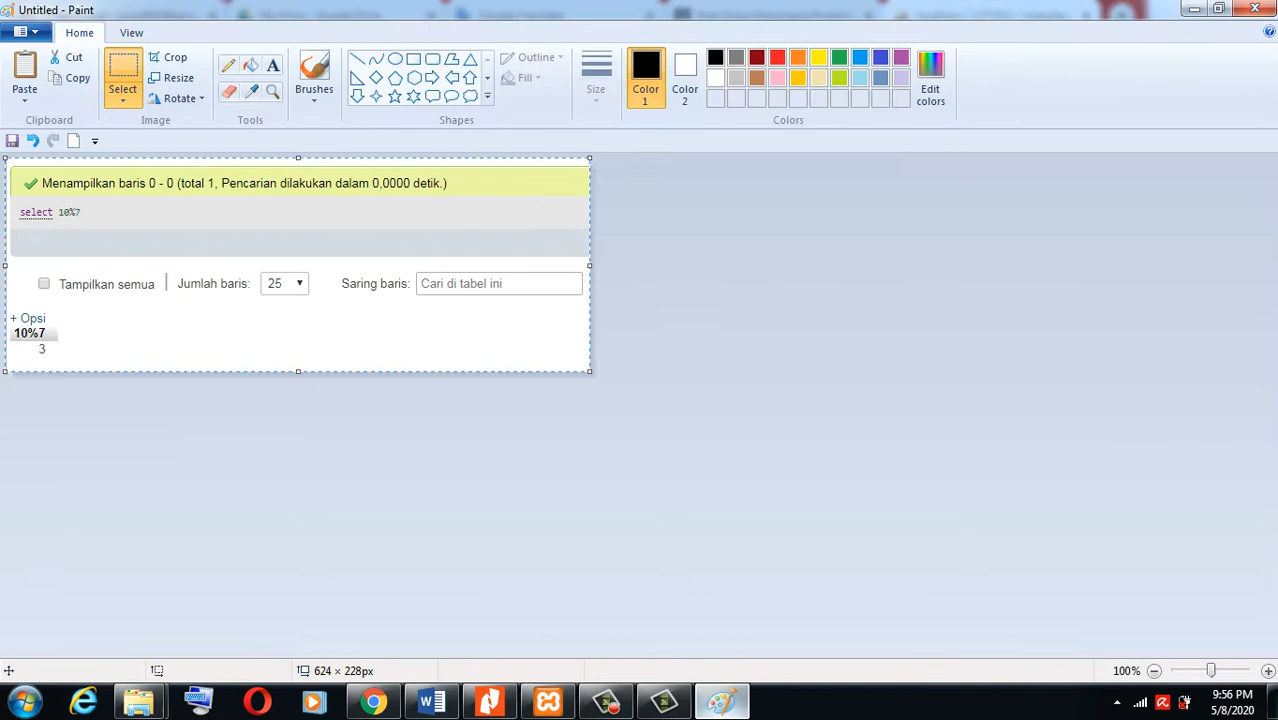 Untitled - Paint
Home
View
Paste
Cut
Copy
Clipboard
Select
Crop
Resize
Rotate
Image
A
Tools
Brushes
Outline
Fill
Shapes
Size
Color 1
Color 2
Edit colors
Colors
Menampilkan baris 0 - 0 (total 1, Pencarian dilakukan dalam 0,0000 detik.)
select 10%7
Tampilkan semua
Jumlah baris: 25
Saring baris: Cari di tabel ini
+ Opsi
10%7
3
624 × 228px
100%
9:56 PM
5/8/2020